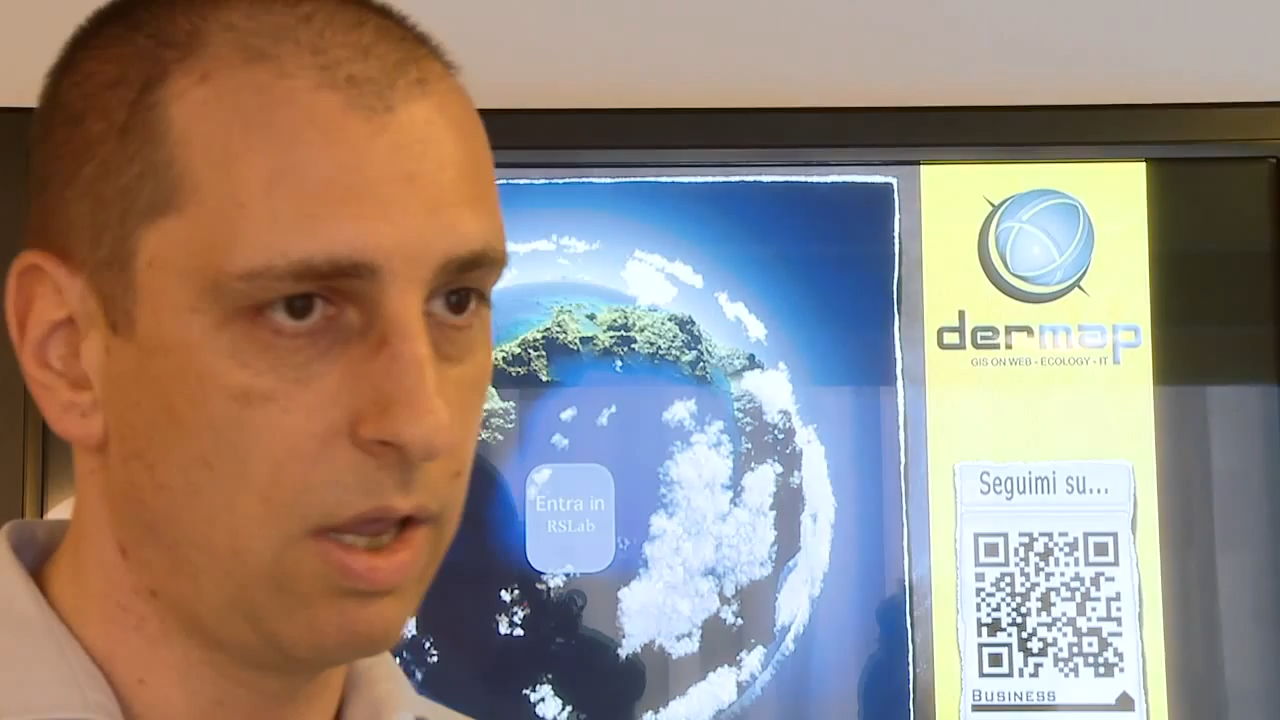 dermap
GIS ON WEB - ECOLOGY - IT
Seguimi su...
Entra in
RSLab
BUSINESS